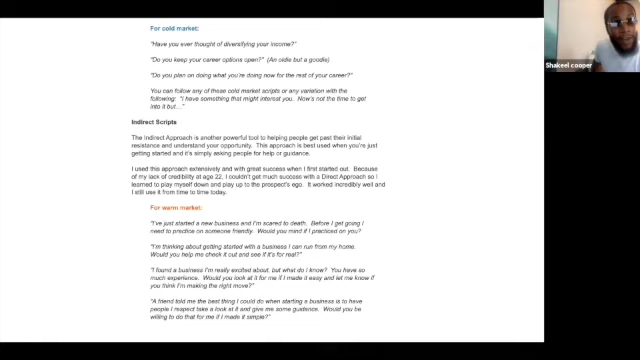 For cold market:
"Have you ever thought of diversifying your income?"
"Do you keep your career options open?" (An oldie but a goodie)
"Do you plan on doing what you're doing now for the rest of your career?"
You can follow any of these cold market scripts or any variation with the
following: "I have something that might interest you. Now's not the time to get
into it but…"
Indirect Scripts
The Indirect Approach is another powerful tool to helping people get past their initial
resistance and understand your opportunity. This approach is best used when you're just
getting started and it's simply asking people for help or guidance.
I used this approach extensively and with great success when I first started out. Because
of my lack of credibility at age 22, I couldn't get much success with a Direct Approach so I
learned to play myself down and play up to the prospect's ego. It worked incredibly well and
I still use it from time to time today.
For warm market:
"I've just started a new business and I'm scared to death. Before I get going I
need to practice on someone friendly. Would you mind if I practiced on you?
"I'm thinking about getting started with a business I can run from my home.
Would you help me check it out and see if it's for real?"
"I found a business I'm really excited about, but what do I know? You have so
much experience. Would you look at it for me if I made it easy and let me know if
you think I'm making the right move?"
"A friend told me the best thing I could do when starting a business is to have
people I respect take a look at it and give me some guidance. Would you be
willing to do that for me if I made it simple?"
Shakeel cooper